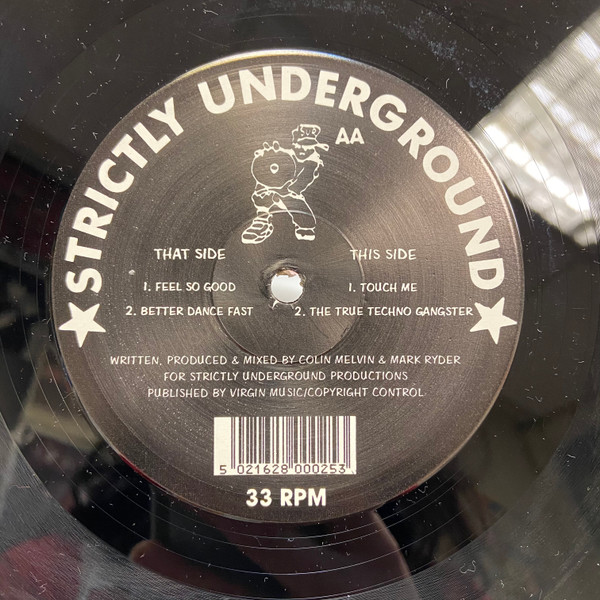 STRICTLY UNDERGROUND
SUR
AA
THAT SIDE
1. FEEL SO GOOD
2. BETTER DANCE FAST
THIS SIDE
1. TOUCH ME
2. THE TRUE TECHNO GANGSTER
WRITTEN, PRODUCED & MIXED BY COLIN MELVIN & MARK RYDER
FOR STRICTLY UNDERGROUND PRODUCTIONS
PUBLISHED BY VIRGIN MUSIC/COPYRIGHT CONTROL
5 021628 000253
33 RPM